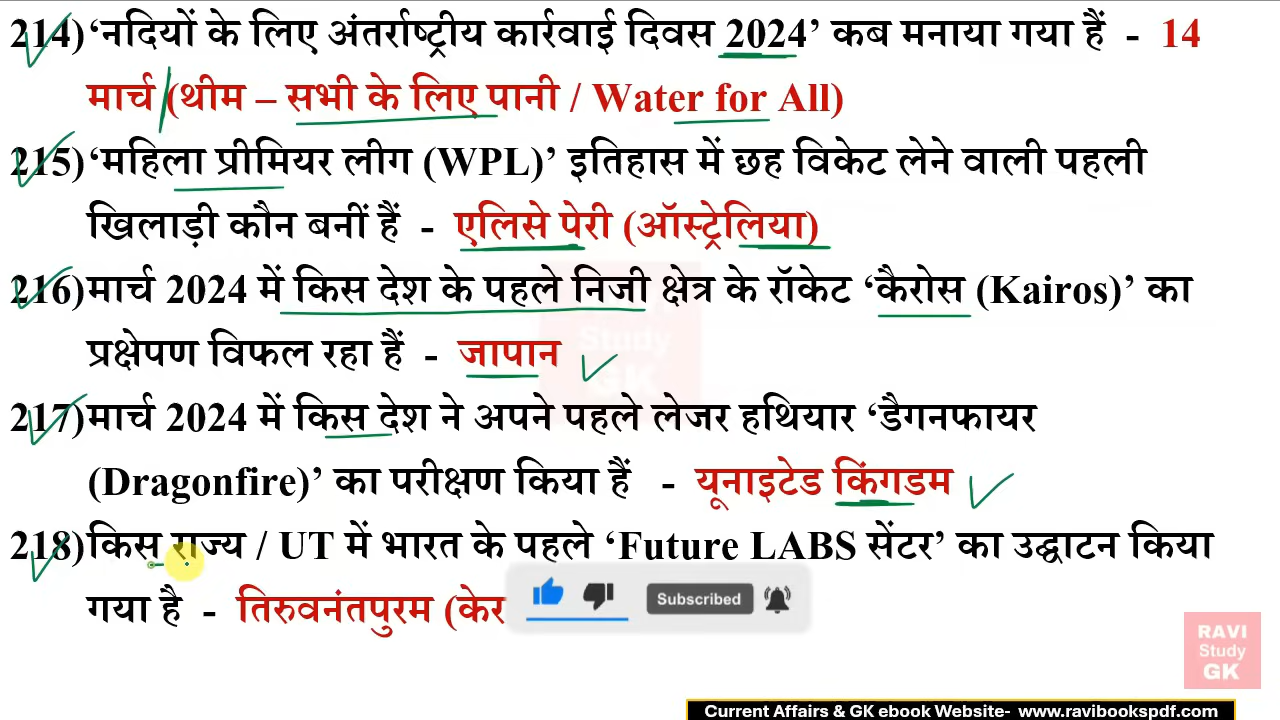 214)‘नदियों के लिए अंतर्राष्ट्रीय कार्रवाई दिवस 2024’ कब मनाया गया हैं - 14
मार्च (थीम – सभी के लिए पानी / Water for All)
215)‘महिला प्रीमियर लीग (WPL)’ इतिहास में छह विकेट लेने वाली पहली
खिलाड़ी कौन बनीं हैं - एलिसे पेरी (ऑस्ट्रेलिया)
216)मार्च 2024 में किस देश के पहले निजी क्षेत्र के रॉकेट ‘कैरोस (Kairos)’ का
प्रक्षेपण विफल रहा हैं - जापान
217)मार्च 2024 में किस देश ने अपने पहले लेजर हथियार ‘डैगनफायर
(Dragonfire)’ का परीक्षण किया हैं - यूनाइटेड किंगडम
218)किस राज्य / UT में भारत के पहले ‘Future LABS सेंटर’ का उद्घाटन किया
गया है - तिरुवनंतपुरम (केर
Subscribed
Study
GK
RAVI
Study
GK
Current Affairs & GK ebook Website- www.ravibookspdf.com